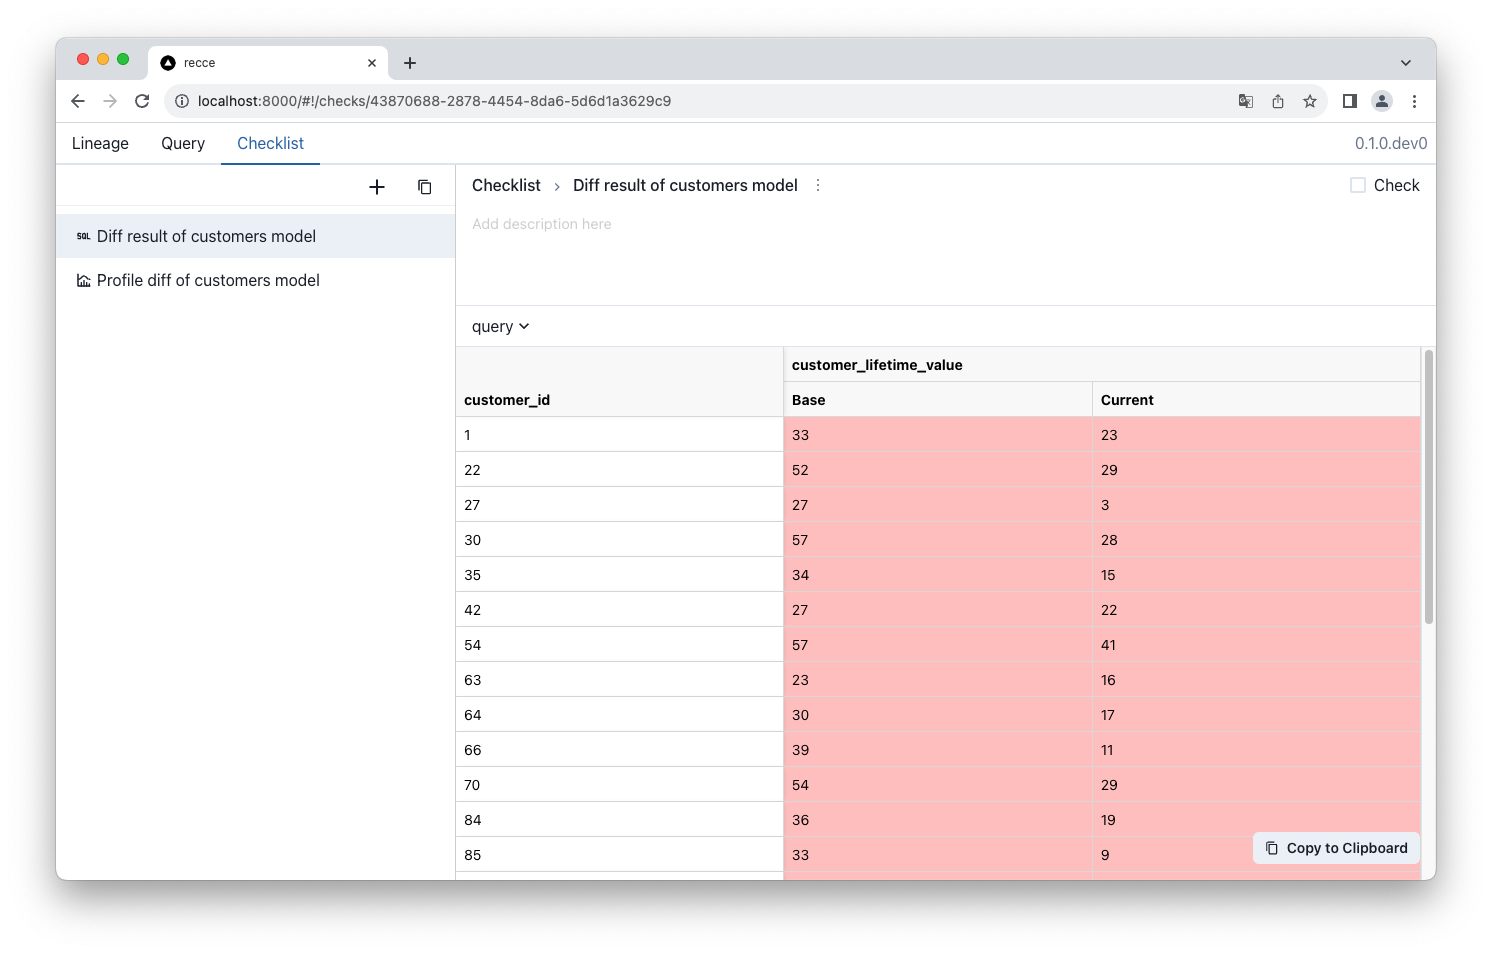 recce
localhost:8000/#!/checks/43870688-2878-4454-8da6-5d6d1a3629c9
Lineage Query Checklist 0.1.0.dev0
Checklist › Diff result of customers model Check
Add description here
SQL Diff result of customers model
Profile diff of customers model
query
customer_lifetime_value
customer_id Base Current
1 33 23
22 52 29
27 27 3
30 57 28
35 34 15
42 27 22
54 57 41
63 23 16
64 30 17
66 39 11
70 54 29
84 36 19
85 33 9
Copy to Clipboard